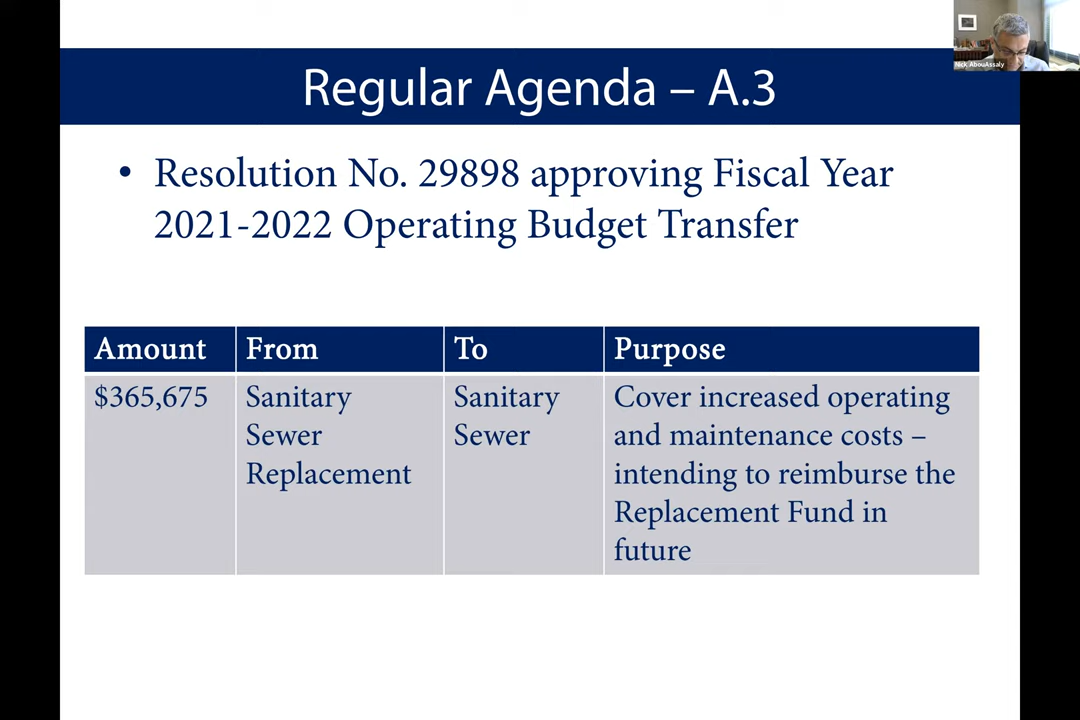 Nick AbouAssaly
Regular Agenda – A.3
• Resolution No. 29898 approving Fiscal Year
2021-2022 Operating Budget Transfer
Amount From To Purpose
$365,675 Sanitary Sanitary Cover increased operating
Sewer Sewer and maintenance costs –
Replacement intending to reimburse the
Replacement Fund in
future